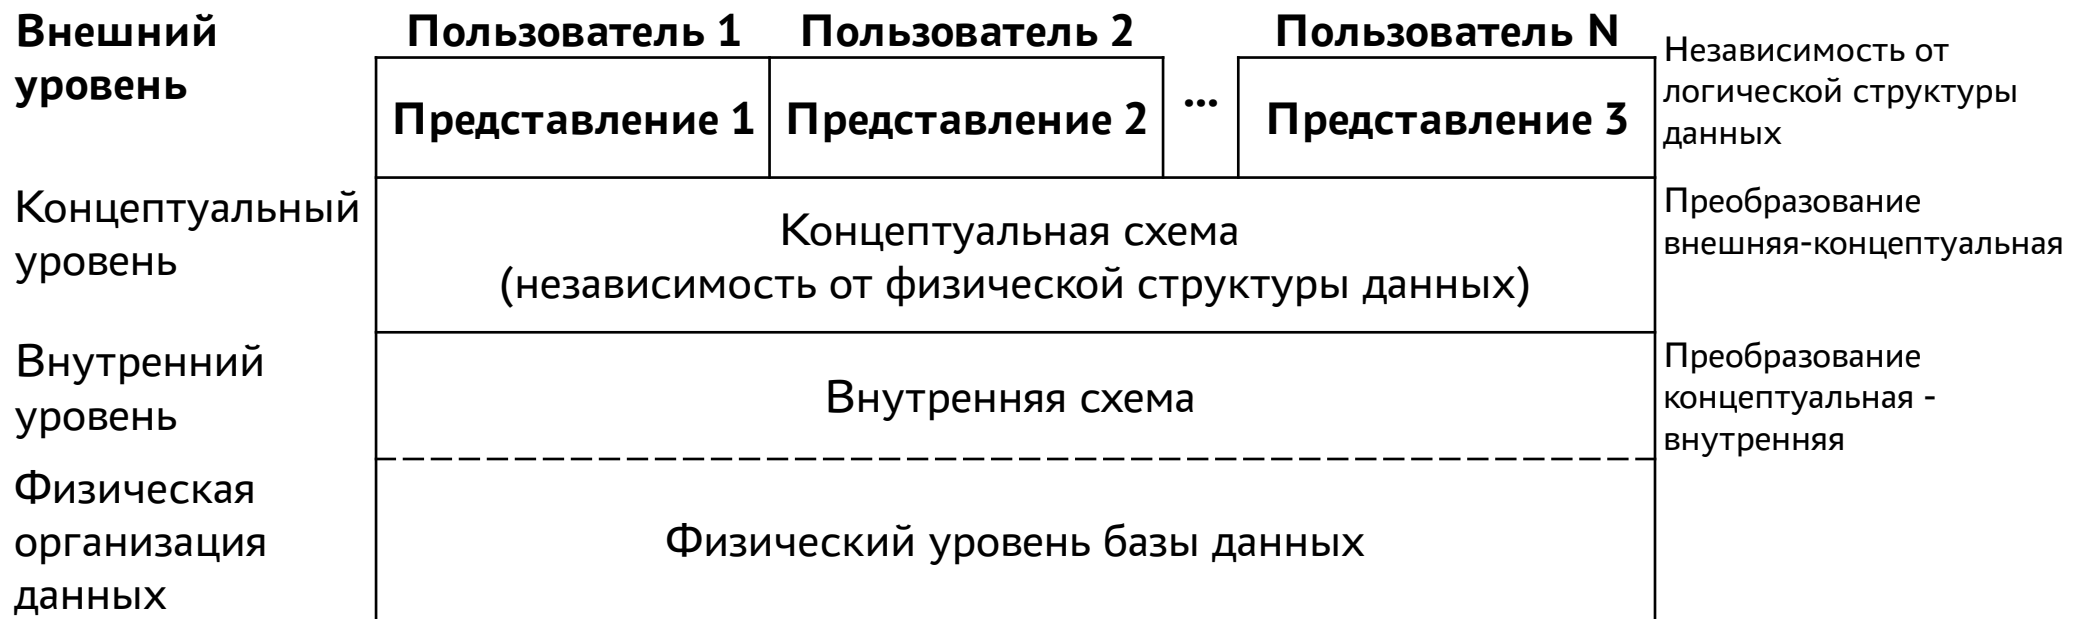 Внешний
уровень
Пользователь 1
Пользователь 2
Пользователь N
Представление 1
Представление 2
...
Представление 3
Независимость от
логической структуры
данных
Концептуальный
уровень
Концептуальная схема
(независимость от физической структуры данных)
Преобразование
внешняя-концептуальная
Внутренний
уровень
Внутренняя схема
Преобразование
концептуальная -
внутренняя
Физическая
организация
данных
Физический уровень базы данных